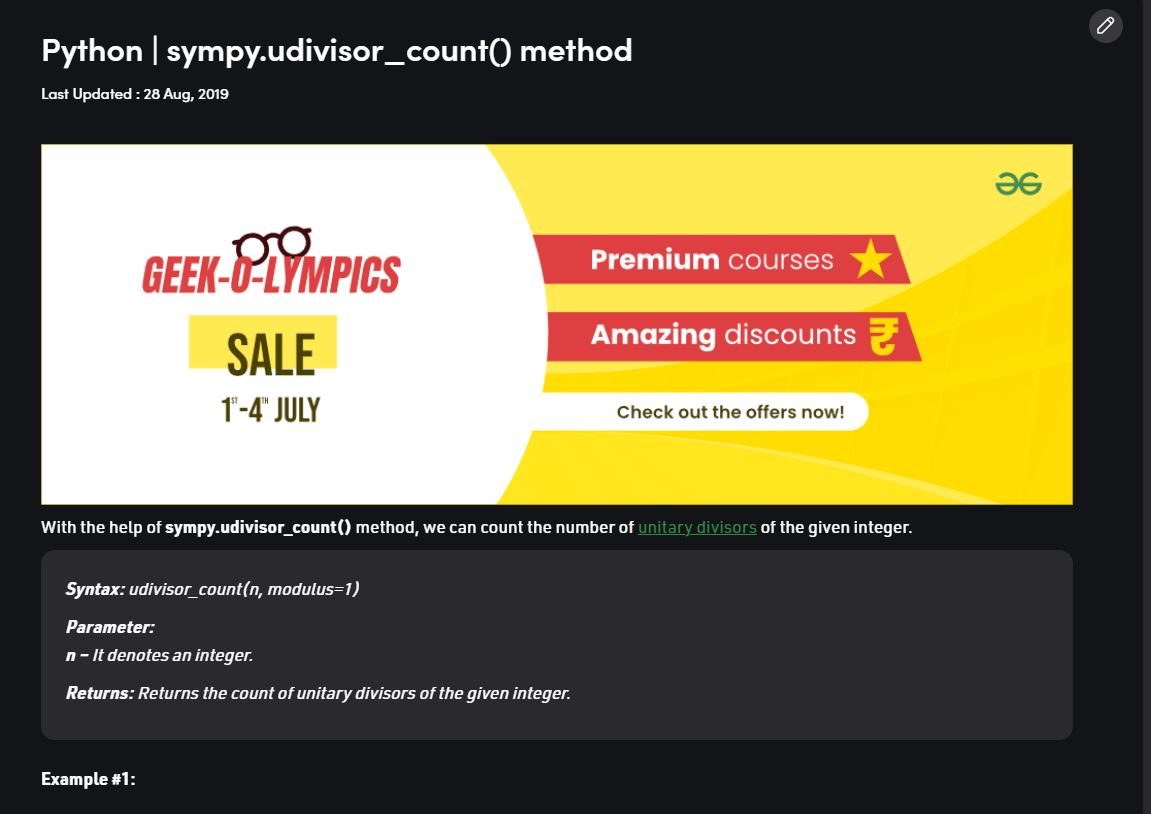 Python | sympy.udivisor_count() method
Last Updated : 28 Aug, 2019
GEEK-O-LYMPICS
SALE
1ST-4TH JULY
Premium courses
Amazing discounts ₹
Check out the offers now!
With the help of sympy.udivisor_count() method, we can count the number of unitary divisors of the given integer.
Syntax: udivisor_count(n, modulus=1)
Parameter:
n – It denotes an integer.
Returns: Returns the count of unitary divisors of the given integer.
Example #1: